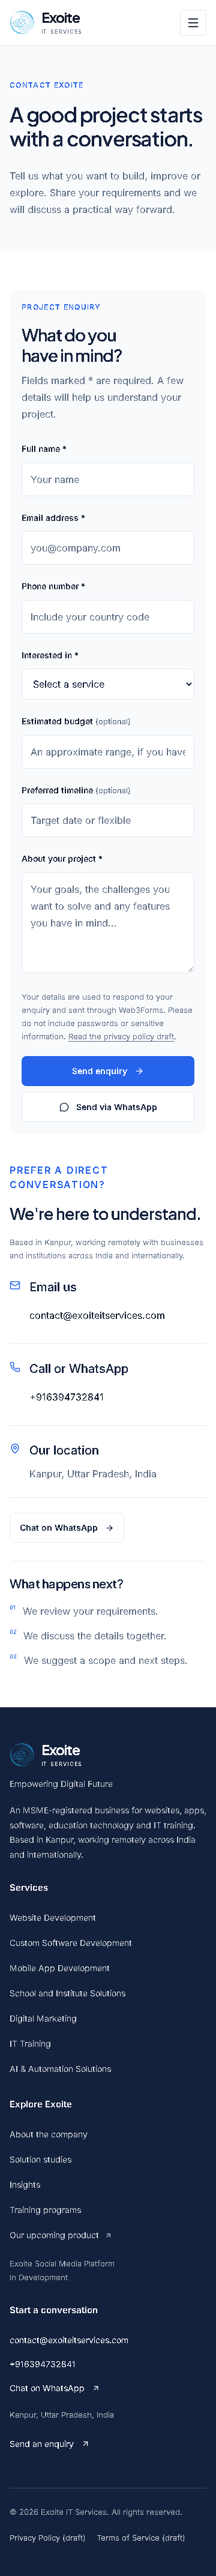 Exoite
IT SERVICES
CONTACT EXOITE
A good project starts
with a conversation.
Tell us what you want to build, improve or
explore. Share your requirements and we
will discuss a practical way forward.
PROJECT ENQUIRY
What do you
have in mind?
Fields marked * are required. A few
details will help us understand your
project.
Full name *
Your name
Email address *
you@company.com
Phone number *
Include your country code
Interested in *
Select a service
Estimated budget (optional)
An approximate range, if you have
Preferred timeline (optional)
Target date or flexible
About your project *
Your goals, the challenges you
want to solve and any features
you have in mind...
Your details are used to respond to your
enquiry and sent through Web3Forms. Please
do not include passwords or sensitive
information. Read the privacy policy draft.
Send enquiry →
Send via WhatsApp
PREFER A DIRECT
CONVERSATION?
We're here to understand.
Based in Kanpur, working remotely with businesses
and institutions across India and internationally.
Email us
contact@exoiteitservices.com
Call or WhatsApp
+916394732841
Our location
Kanpur, Uttar Pradesh, India
Chat on WhatsApp →
What happens next?
01 We review your requirements.
02 We discuss the details together.
03 We suggest a scope and next steps.
Exoite
IT SERVICES
Empowering Digital Future
An MSME-registered business for websites, apps,
software, education technology and IT training.
Based in Kanpur, working remotely across India
and internationally.
Services
Website Development
Custom Software Development
Mobile App Development
School and Institute Solutions
Digital Marketing
IT Training
AI & Automation Solutions
Explore Exoite
About the company
Solution studies
Insights
Training programs
Our upcoming product ↗
Exoite Social Media Platform
In Development
Start a conversation
contact@exoiteitservices.com
+916394732841
Chat on WhatsApp ↗
Kanpur, Uttar Pradesh, India
Send an enquiry ↗
© 2026 Exoite IT Services. All rights reserved.
Privacy Policy (draft) Terms of Service (draft)